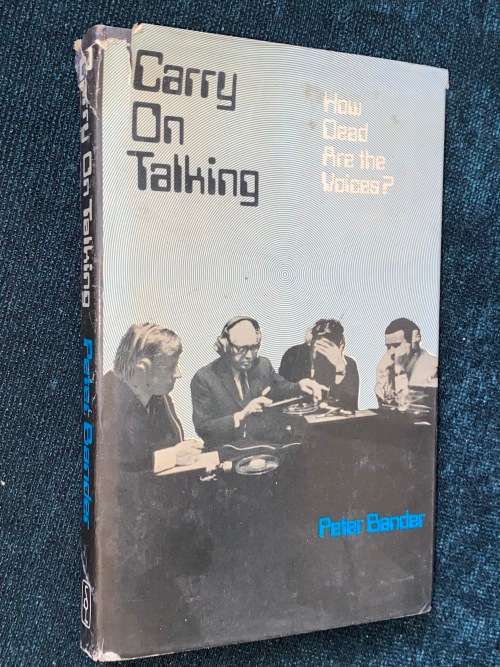 Carry
On
Talking
How
Dead
Are the
Voices?
Peter Bander
Carry On Talking
Peter Bander